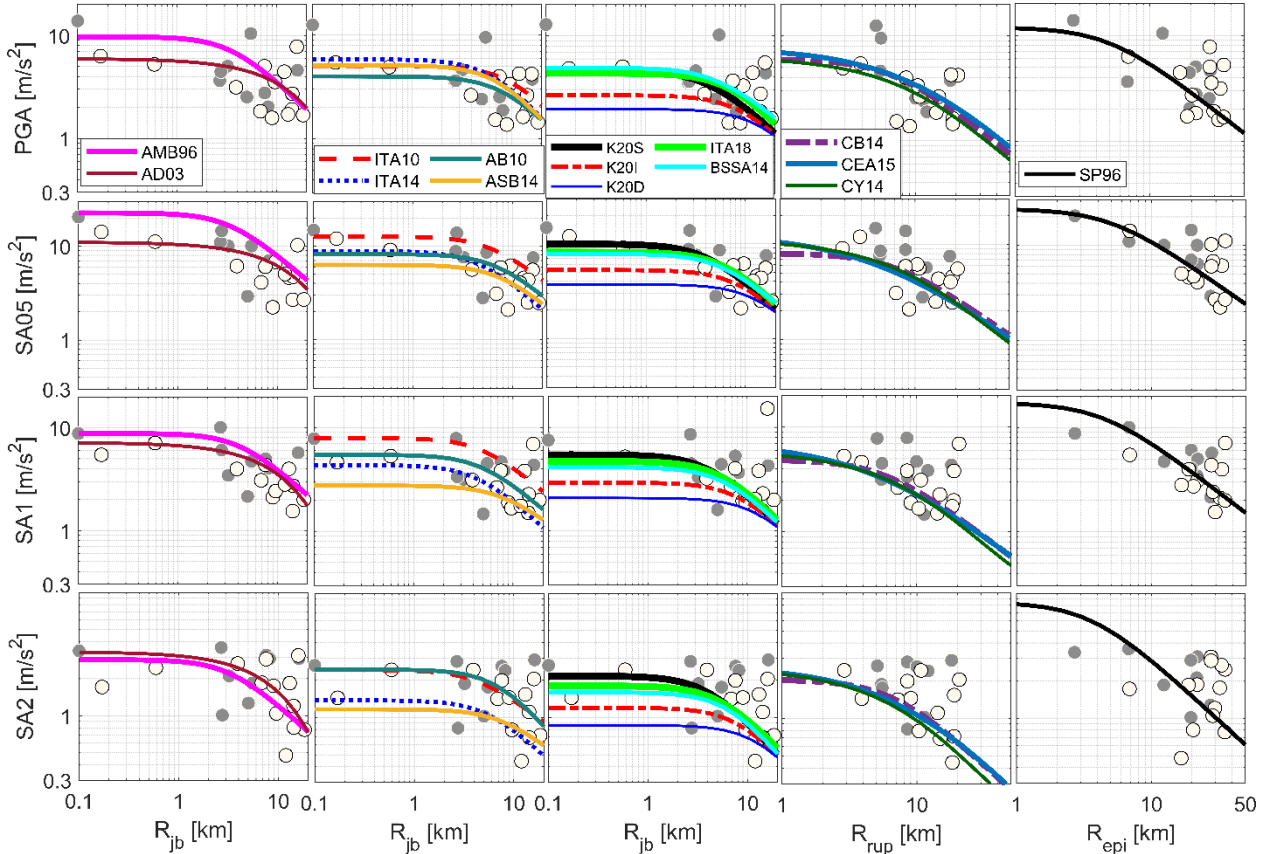 PGA [m/s²]
10
1
0.3
AMB96
AD03
ITA10
ITA14
AB10
ASB14
K20S
K20I
K20D
ITA18
BSSA14
CB14
CEA15
CY14
SP96
SA05 [m/s²]
10
1
0.3
SA1 [m/s²]
10
1
0.3
SA2 [m/s²]
1
0.3
0.1 1 10 0.1 1 10 0.1 1 10 1 10 1 10 50
R_jb [km] R_jb [km] R_jb [km] R_rup [km] R_epi [km]